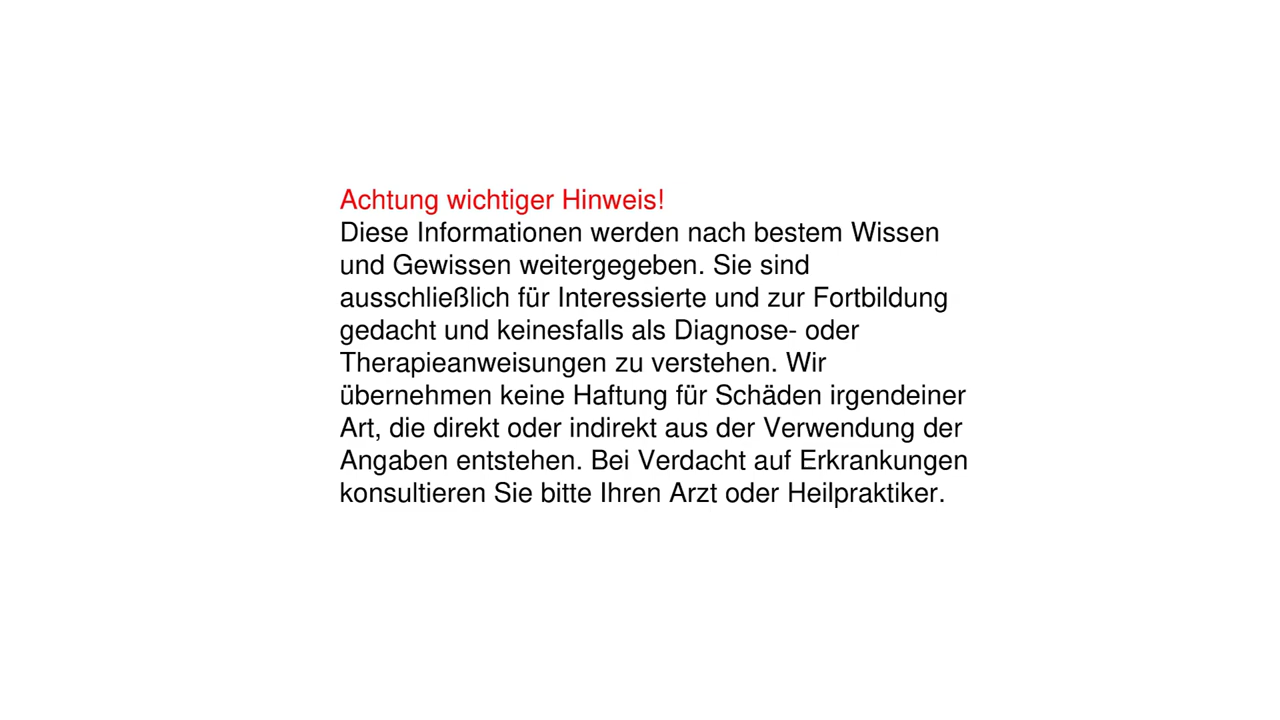 Achtung wichtiger Hinweis!
Diese Informationen werden nach bestem Wissen
und Gewissen weitergegeben. Sie sind
ausschließlich für Interessierte und zur Fortbildung
gedacht und keinesfalls als Diagnose- oder
Therapieanweisungen zu verstehen. Wir
übernehmen keine Haftung für Schäden irgendeiner
Art, die direkt oder indirekt aus der Verwendung der
Angaben entstehen. Bei Verdacht auf Erkrankungen
konsultieren Sie bitte Ihren Arzt oder Heilpraktiker.